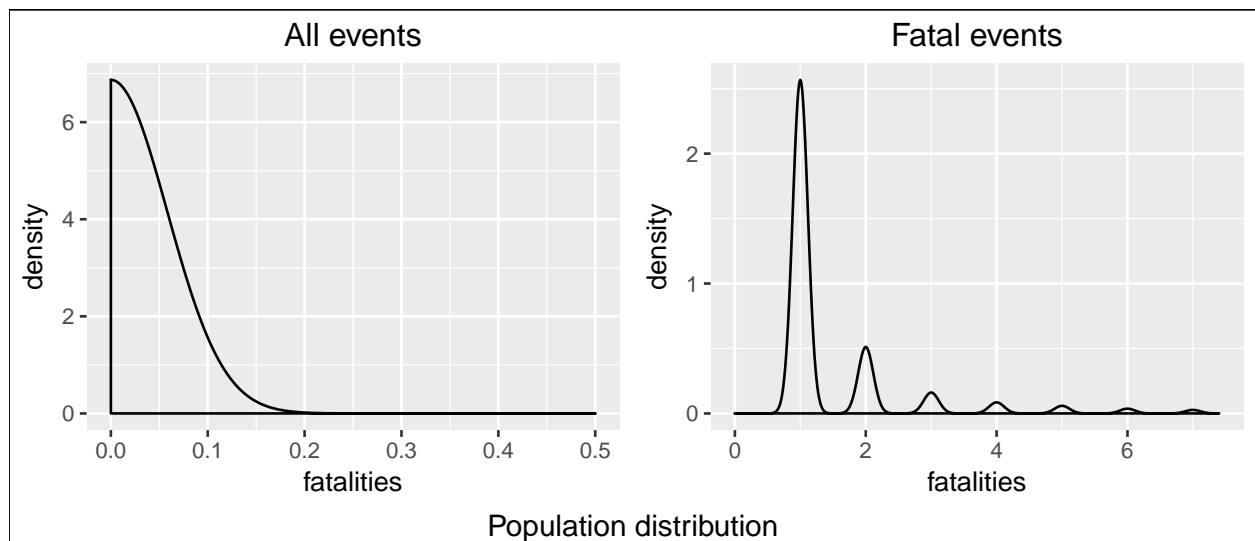 All events
6
4
2
0
density
0.0 0.1 0.2 0.3 0.4 0.5
fatalities
Fatal events
2
1
0
density
0 2 4 6
fatalities
Population distribution